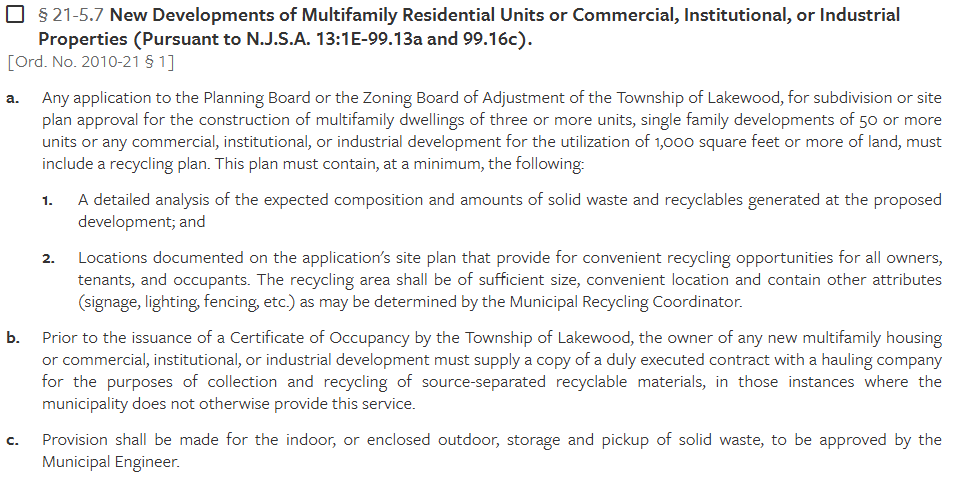 § 21-5.7 New Developments of Multifamily Residential Units or Commercial, Institutional, or Industrial
Properties (Pursuant to N.J.S.A. 13:1E-99.13a and 99.16c).
[Ord. No. 2010-21 § 1]
a. Any application to the Planning Board or the Zoning Board of Adjustment of the Township of Lakewood, for subdivision or site
plan approval for the construction of multifamily dwellings of three or more units, single family developments of 50 or more
units or any commercial, institutional, or industrial development for the utilization of 1,000 square feet or more of land, must
include a recycling plan. This plan must contain, at a minimum, the following:
1. A detailed analysis of the expected composition and amounts of solid waste and recyclables generated at the proposed
development; and
2. Locations documented on the application's site plan that provide for convenient recycling opportunities for all owners,
tenants, and occupants. The recycling area shall be of sufficient size, convenient location and contain other attributes
(signage, lighting, fencing, etc.) as may be determined by the Municipal Recycling Coordinator.
b. Prior to the issuance of a Certificate of Occupancy by the Township of Lakewood, the owner of any new multifamily housing
or commercial, institutional, or industrial development must supply a copy of a duly executed contract with a hauling company
for the purposes of collection and recycling of source-separated recyclable materials, in those instances where the
municipality does not otherwise provide this service.
c. Provision shall be made for the indoor, or enclosed outdoor, storage and pickup of solid waste, to be approved by the
Municipal Engineer.